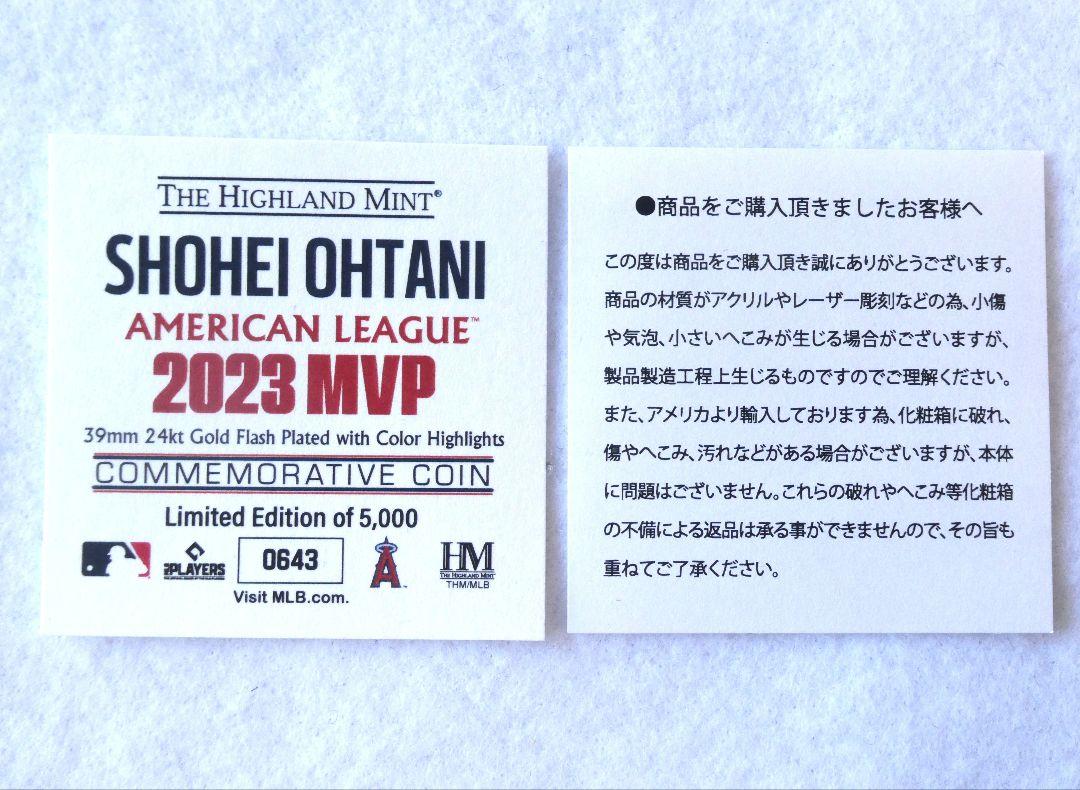 THE HIGHLAND MINT®
SHOHEI OHTANI
AMERICAN LEAGUE™
2023 MVP
39mm 24kt Gold Flash Plated with Color Highlights
COMMEMORATIVE COIN
Limited Edition of 5,000
PLAYERS
0643
A
HM
THE HIGHLAND MINT
THM/MLB
Visit MLB.com.
●商品をご購入頂きましたお客様へ
この度は商品をご購入頂き誠にありがとうございます。
商品の材質がアクリルやレーザー彫刻などの為、小傷
や気泡、小さいへこみが生じる場合がございますが、
製品製造工程上生じるものですのでご理解ください。
また、アメリカより輸入しております為、化粧箱に破れ、
傷やへこみ、汚れなどがある場合がございますが、本体
に問題はございません。これらの破れやへこみ等化粧箱
の不備による返品は承る事ができませんので、その旨も
重ねてご了承ください。